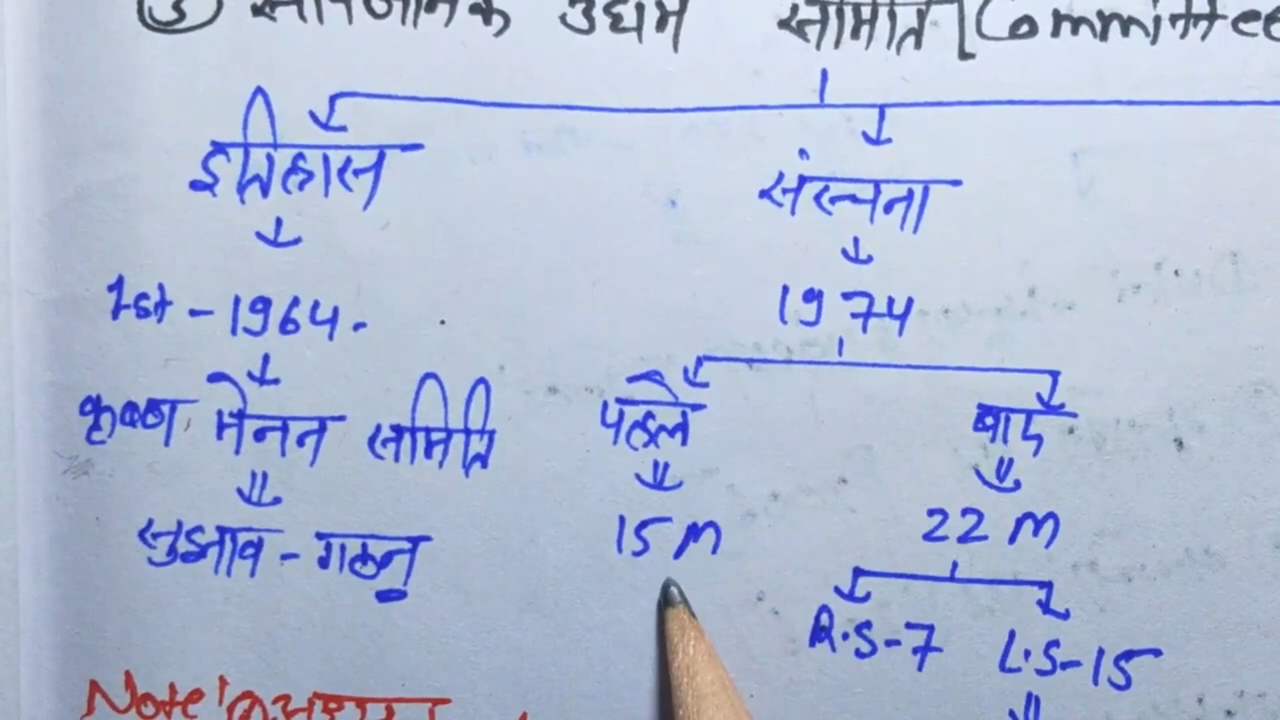 ③ सार्वजनिक उद्यम समिति [Committee
इतिहास संरचना
1st - 1964. 1974
कृष्ण मेनन समिति पहले बाद
सुझाव - गठन 15 M 22 M
R.S-7 L.S-15
Note!